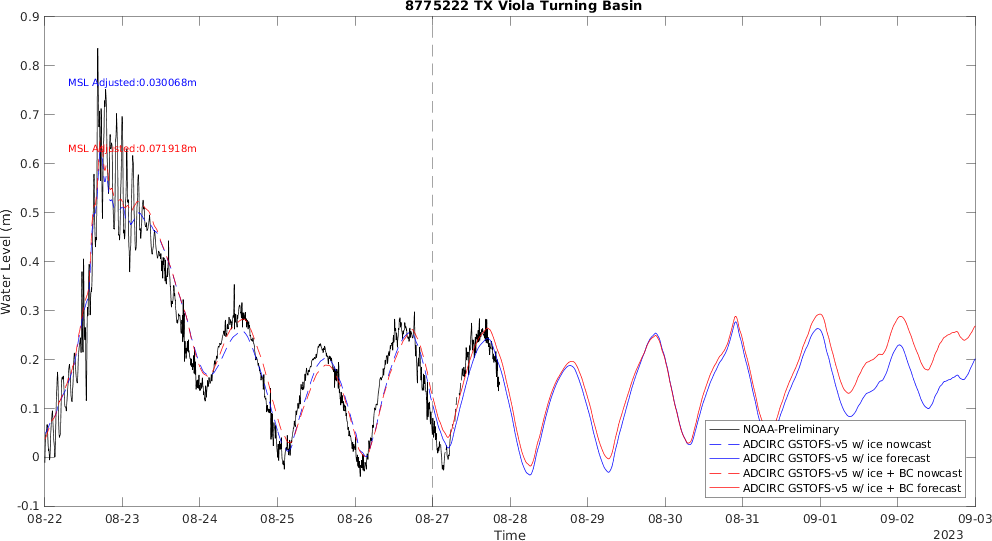 8775222 TX Viola Turning Basin
0.9
0.8
0.7
0.6
0.5
0.4
0.3
0.2
0.1
0
-0.1
Water Level (m)
MSL Adjusted:0.030068m
MSL Adjusted:0.071918m
NOAA-Preliminary
ADCIRC GSTOFS-v5 w/ ice nowcast
ADCIRC GSTOFS-v5 w/ ice forecast
ADCIRC GSTOFS-v5 w/ ice + BC nowcast
ADCIRC GSTOFS-v5 w/ ice + BC forecast
08-22 08-23 08-24 08-25 08-26 08-27 08-28 08-29 08-30 08-31 09-01 09-02 09-03
Time
2023